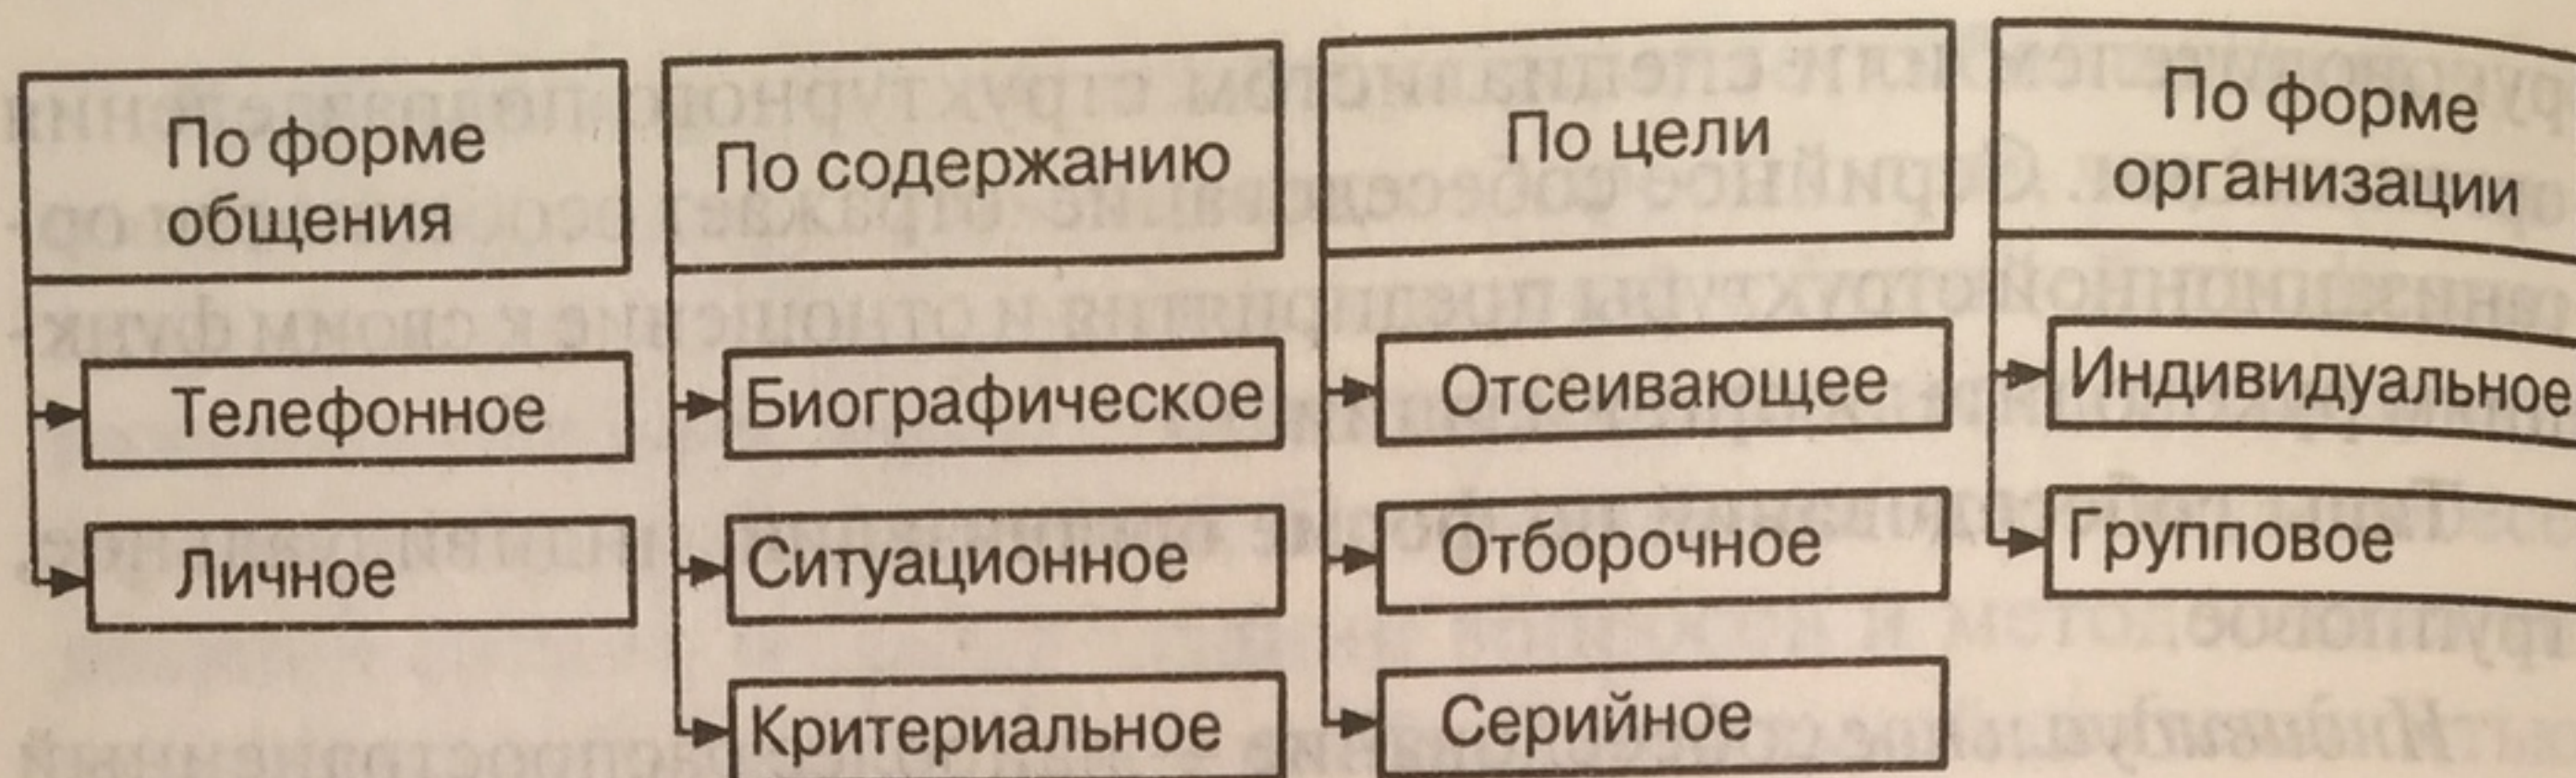 По форме
общения
Телефонное
Личное
По содержанию
Биографическое
Ситуационное
Критериальное
По цели
Отсеивающее
Отборочное
Серийное
По форме
организации
Индивидуальное
Групповое